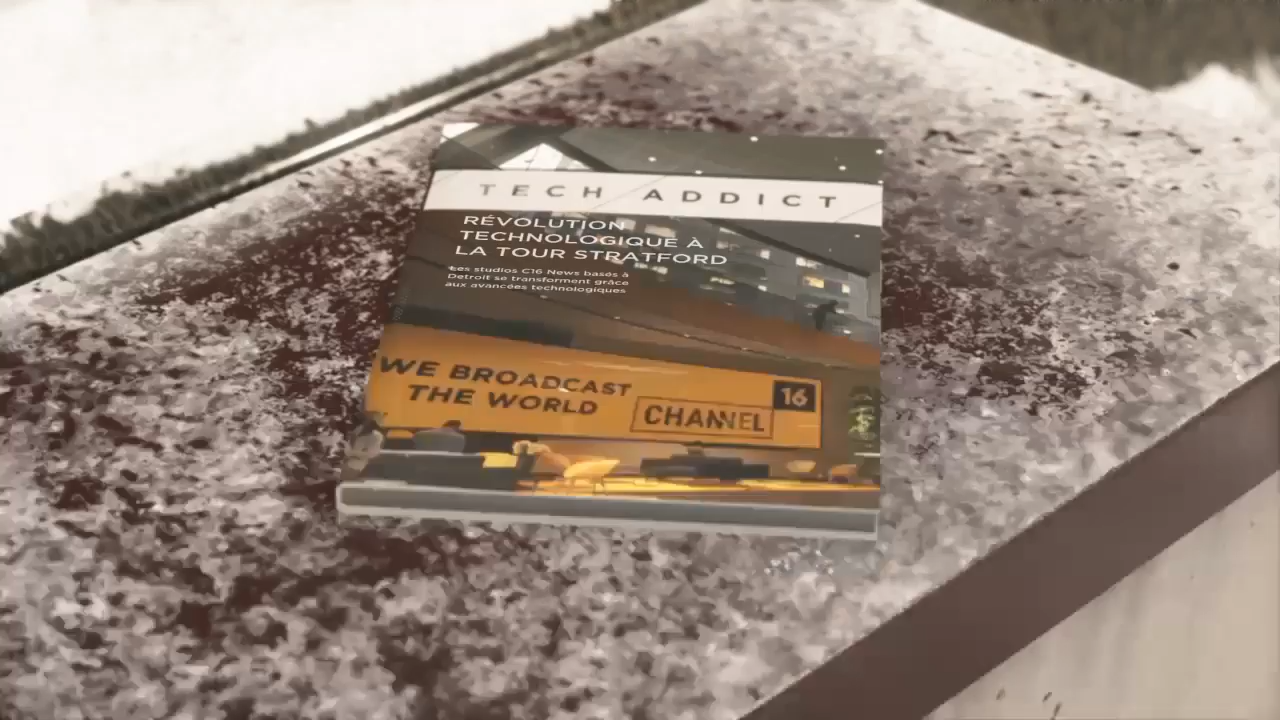 TECH ADDICT
RÉVOLUTION
TECHNOLOGIQUE À
LA TOUR STRATFORD
Les studios C16 News basés à
Detroit se transforment grâce
aux avancées technologiques
WE BROADCAST
THE WORLD
CHANNEL 16